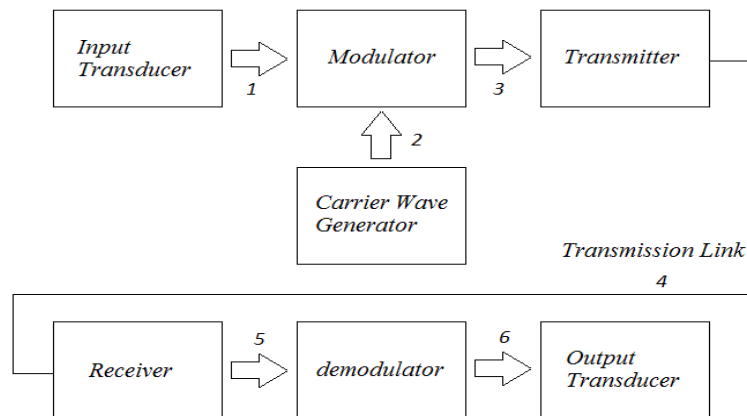 Input
Transducer
1
Modulator
3
Transmitter
2
Carrier Wave
Generator
Transmission Link
4
Receiver
5
demodulator
6
Output
Transducer